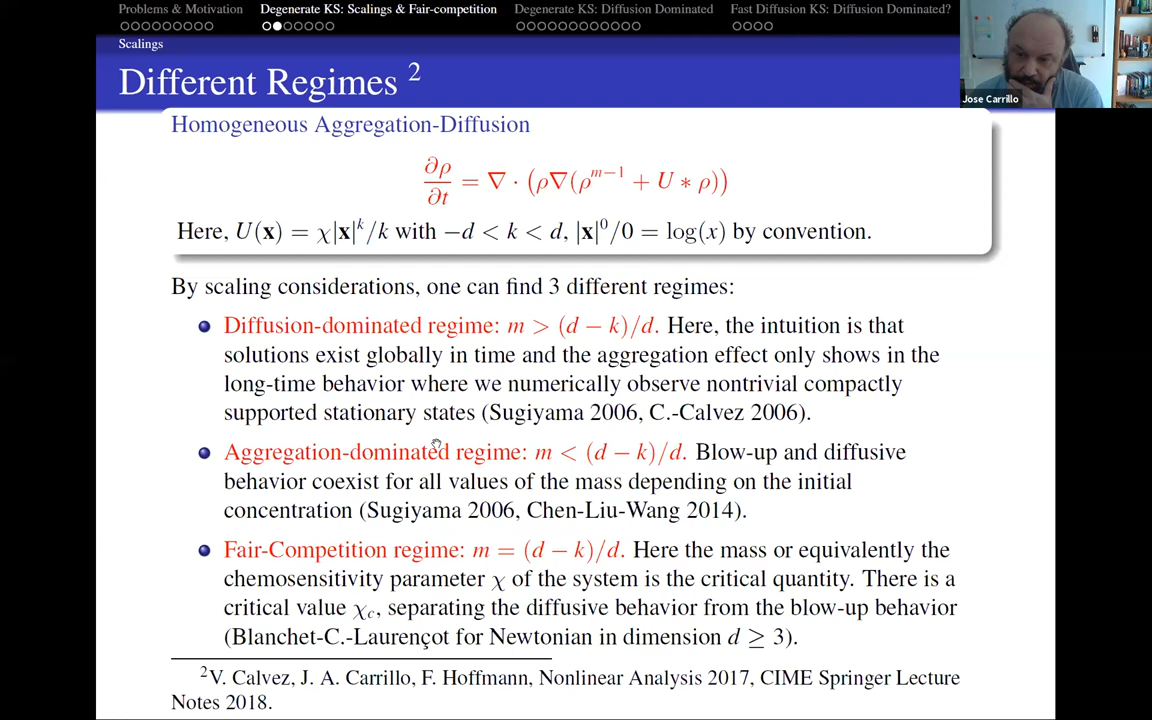 Problems & Motivation Degenerate KS: Scalings & Fair-competition Degenerate KS: Diffusion Dominated Fast Diffusion KS: Diffusion Dominated?
Scalings
Different Regimes ²
Jose Carrillo
Homogeneous Aggregation-Diffusion
∂ρ/∂t = ∇ · (ρ∇(ρ^{m−1} + U ∗ ρ))
Here, U(x) = χ|x|^k/k with −d < k < d, |x|^0/0 = log(x) by convention.
By scaling considerations, one can find 3 different regimes:
Diffusion-dominated regime: m > (d − k)/d. Here, the intuition is that
solutions exist globally in time and the aggregation effect only shows in the
long-time behavior where we numerically observe nontrivial compactly
supported stationary states (Sugiyama 2006, C.-Calvez 2006).
Aggregation-dominated regime: m < (d − k)/d. Blow-up and diffusive
behavior coexist for all values of the mass depending on the initial
concentration (Sugiyama 2006, Chen-Liu-Wang 2014).
Fair-Competition regime: m = (d − k)/d. Here the mass or equivalently the
chemosensitivity parameter χ of the system is the critical quantity. There is a
critical value χ_c, separating the diffusive behavior from the blow-up behavior
(Blanchet-C.-Laurençot for Newtonian in dimension d ≥ 3).
²V. Calvez, J. A. Carrillo, F. Hoffmann, Nonlinear Analysis 2017, CIME Springer Lecture
Notes 2018.